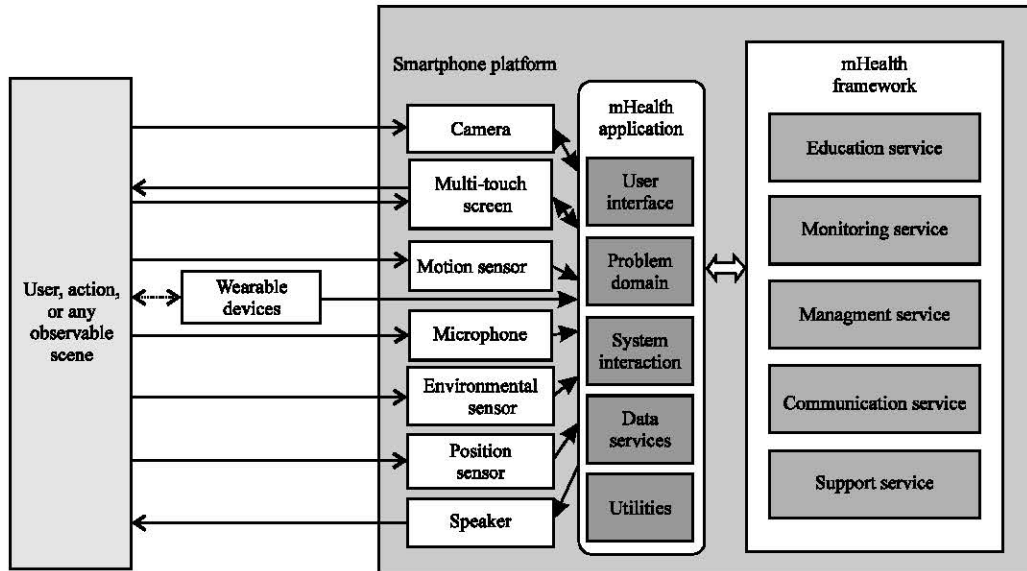 User, action,
or any
observable
scene
Wearable
devices
Smartphone platform
Camera
Multi-touch
screen
Motion sensor
Microphone
Environmental
sensor
Position
sensor
Speaker
mHealth
application
User
interface
Problem
domain
System
interaction
Data
services
Utilities
mHealth
framework
Education service
Monitoring service
Managment service
Communication service
Support service